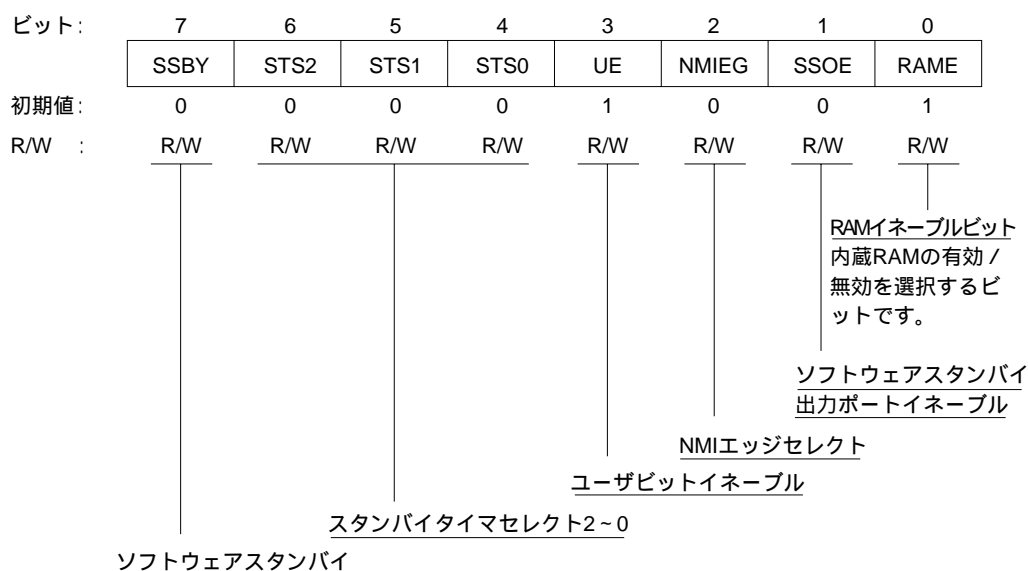 ビット: 7 6 5 4 3 2 1 0
SSBY STS2 STS1 STS0 UE NMIEG SSOE RAME
初期値: 0 0 0 0 1 0 0 1
R/W : R/W R/W R/W R/W R/W R/W R/W R/W
RAMイネーブルビット
内蔵RAMの有効/
無効を選択するビ
ットです。
ソフトウェアスタンバイ
出力ポートイネーブル
NMIエッジセレクト
ユーザビットイネーブル
スタンバイタイマセレクト2~0
ソフトウェアスタンバイ